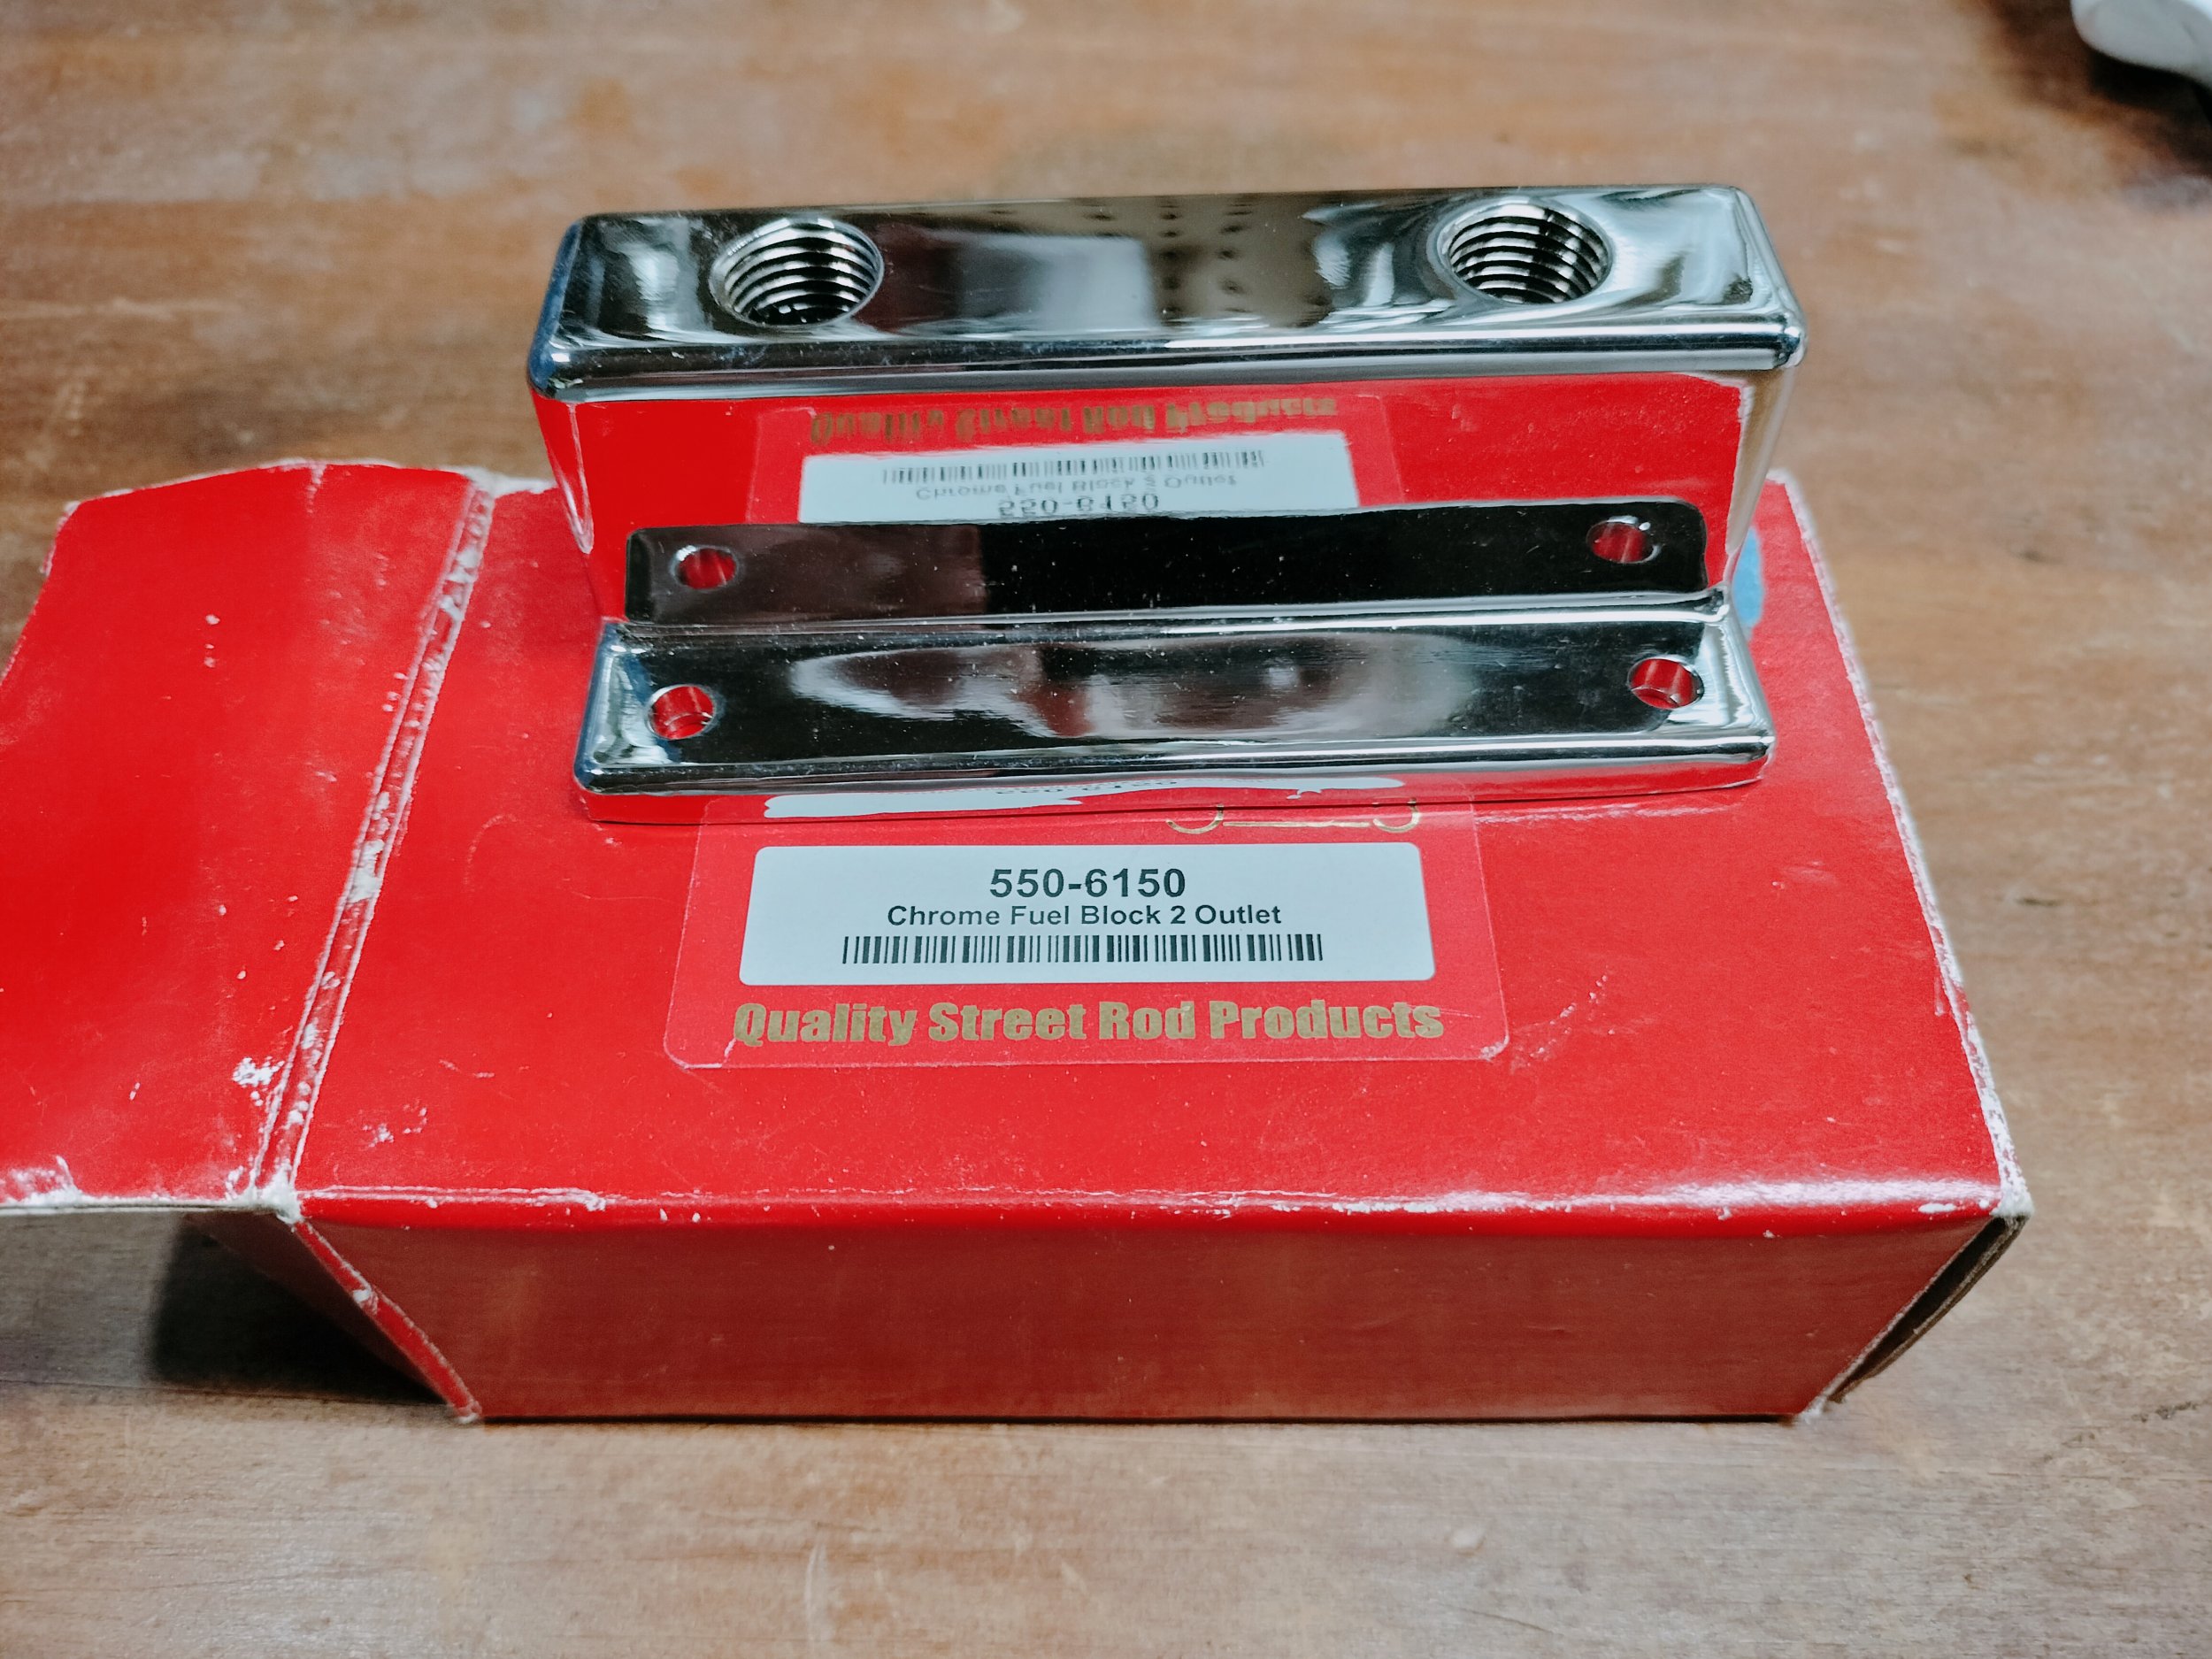 550-6150
Chrome Fuel Block 2 Outlet
Quality Street Rod Products